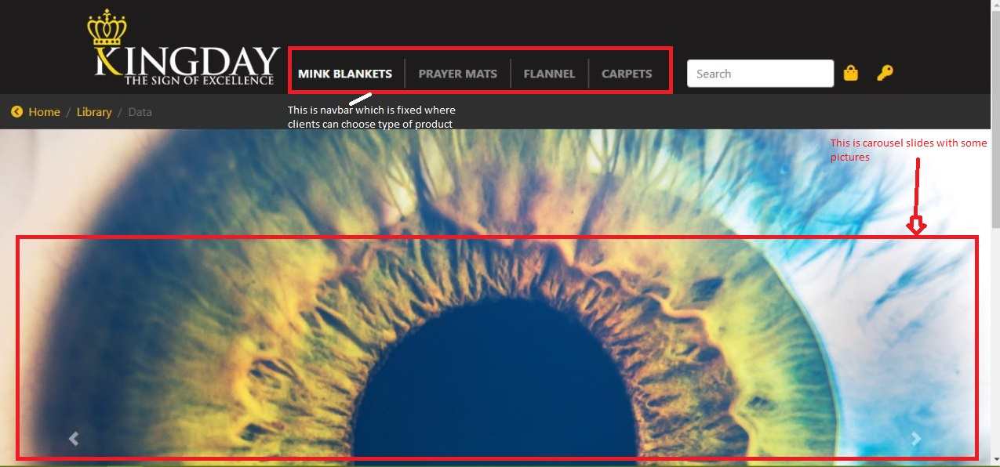 KINGDAY
THE SIGN OF EXCELLENCE
MINK BLANKETS PRAYER MATS FLANNEL CARPETS Search
Home / Library / Data
This is navbar which is fixed where
clients can choose type of product
This is carousel slides with some
pictures